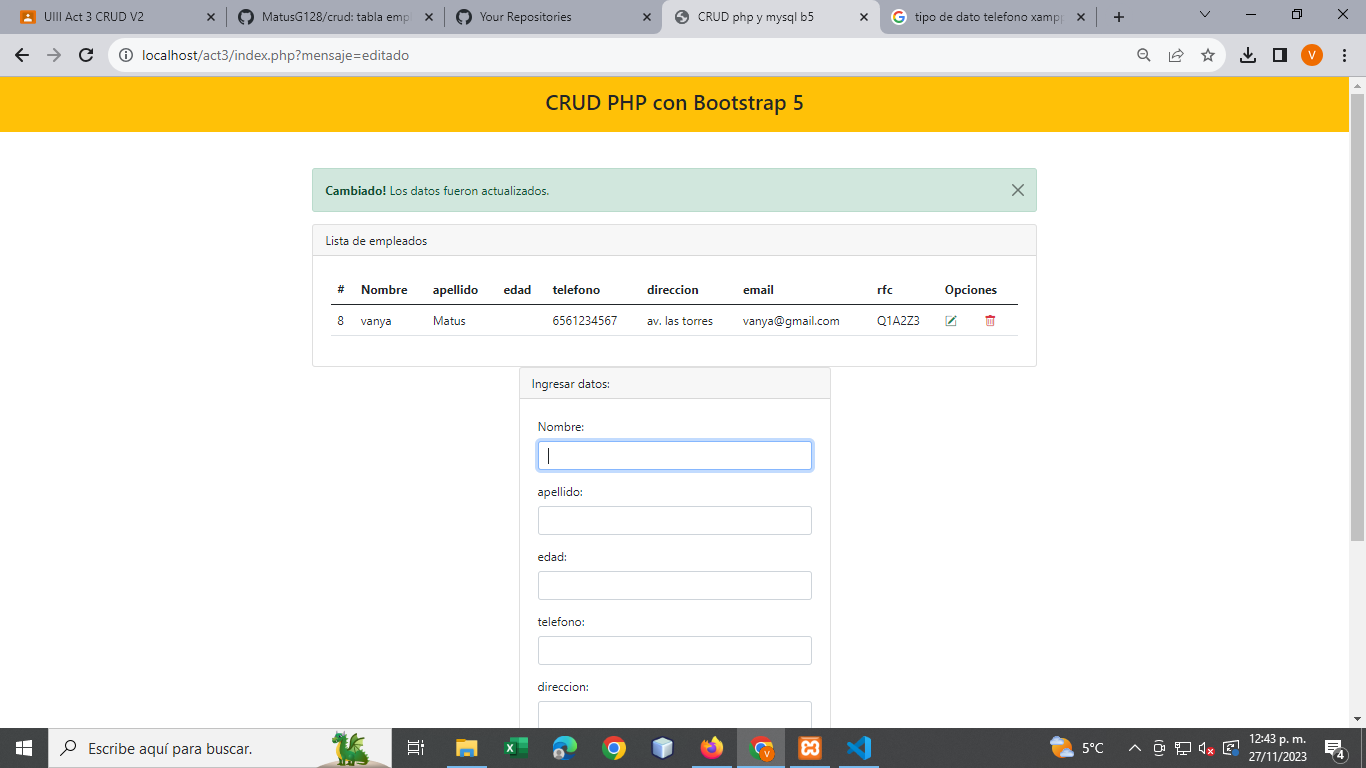 UIII Act 3 CRUD V2
MatusG128/crud: tabla emp
Your Repositories
CRUD php y mysql b5
tipo de dato telefono xampp
localhost/act3/index.php?mensaje=editado
V
CRUD PHP con Bootstrap 5
Cambiado! Los datos fueron actualizados.
Lista de empleados
# Nombre apellido edad telefono direccion email rfc Opciones
8 vanya Matus 6561234567 av. las torres vanya@gmail.com Q1A2Z3
Ingresar datos:
Nombre:
apellido:
edad:
telefono:
direccion:
Escribe aquí para buscar.
V
5°C
12:43 p. m.
27/11/2023
4